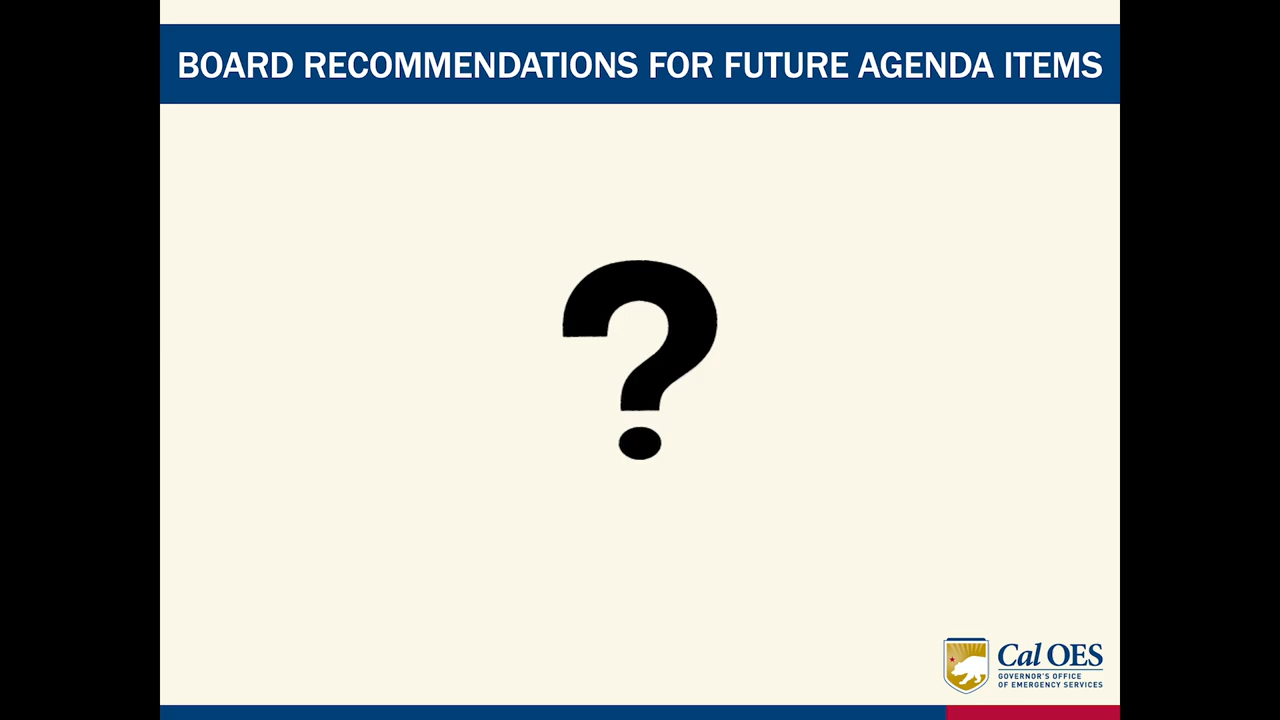 BOARD RECOMMENDATIONS FOR FUTURE AGENDA ITEMS
?
Cal OES
GOVERNOR'S OFFICE
OF EMERGENCY SERVICES